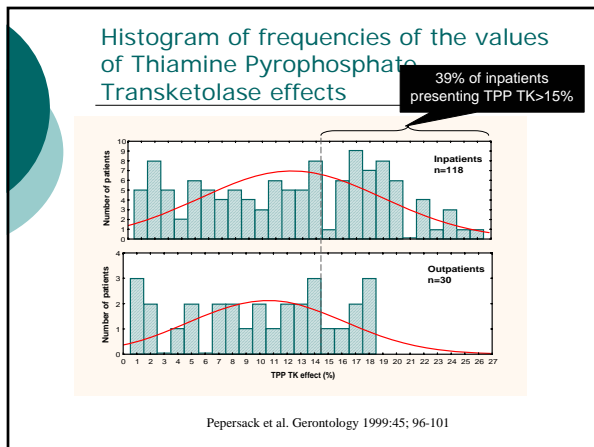 Histogram of frequencies of the values
of Thiamine Pyrophosphate
Transketolase effects
39% of inpatients
presenting TPP TK>15%
10
9
8
7
6
5
4
3
2
1
0
Number of patients
Inpatients
n=118
4
3
2
1
0
Number of patients
Outpatients
n=30
0 1 2 3 4 5 6 7 8 9 10 11 12 13 14 15 16 17 18 19 20 21 22 23 24 25 26 27
TPP TK effect (%)
Pepersack et al. Gerontology 1999:45; 96-101